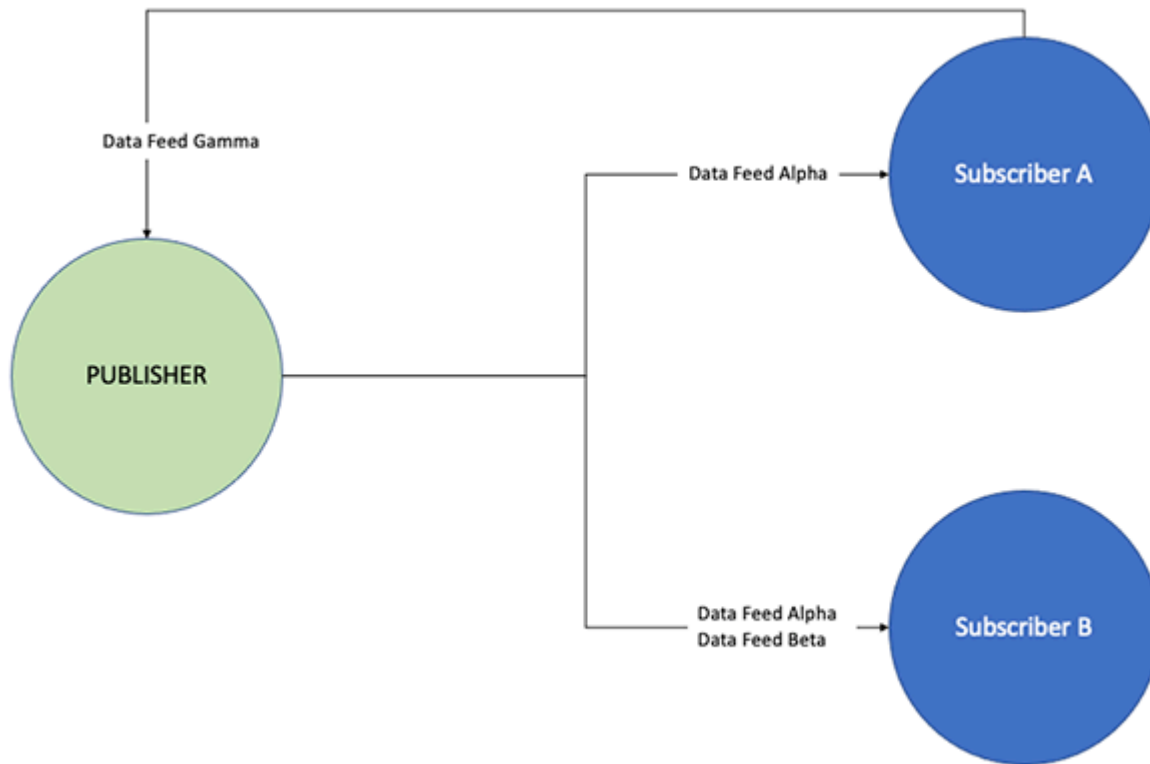 Data Feed Gamma
Data Feed Alpha
Subscriber A
PUBLISHER
Data Feed Alpha
Data Feed Beta
Subscriber B